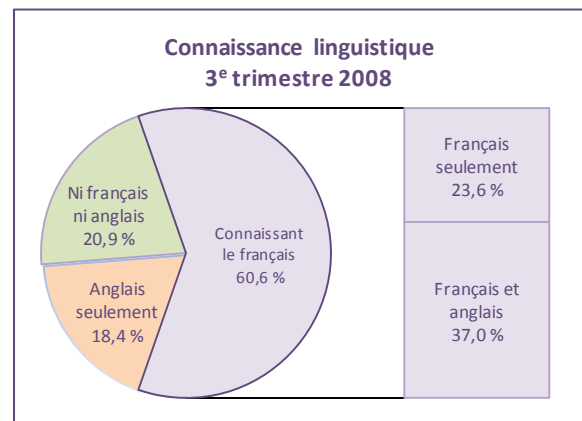 Connaissance linguistique
3e trimestre 2008
Ni français
ni anglais
20,9 %
Anglais
seulement
18,4 %
Connaissant
le français
60,6 %
Français
seulement
23,6 %
Français et
anglais
37,0 %